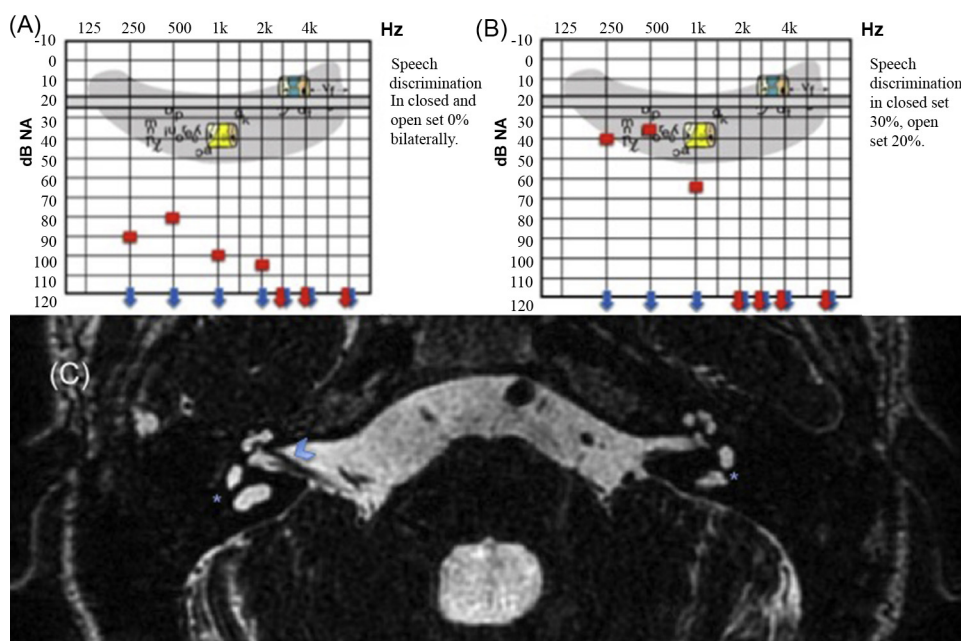 (A)
125 250 500 1k 2k 4k Hz
-10
0
10
20
30
40
50
60
70
80
90
100
110
120
dB NA
Speech
discrimination
In closed and
open set 0%
bilaterally.
(B)
125 250 500 1k 2k 4k Hz
-10
0
10
20
30
40
50
60
70
80
90
100
110
120
dB NA
Speech
discrimination
in closed set
30%, open
set 20%.
(C)
*
*